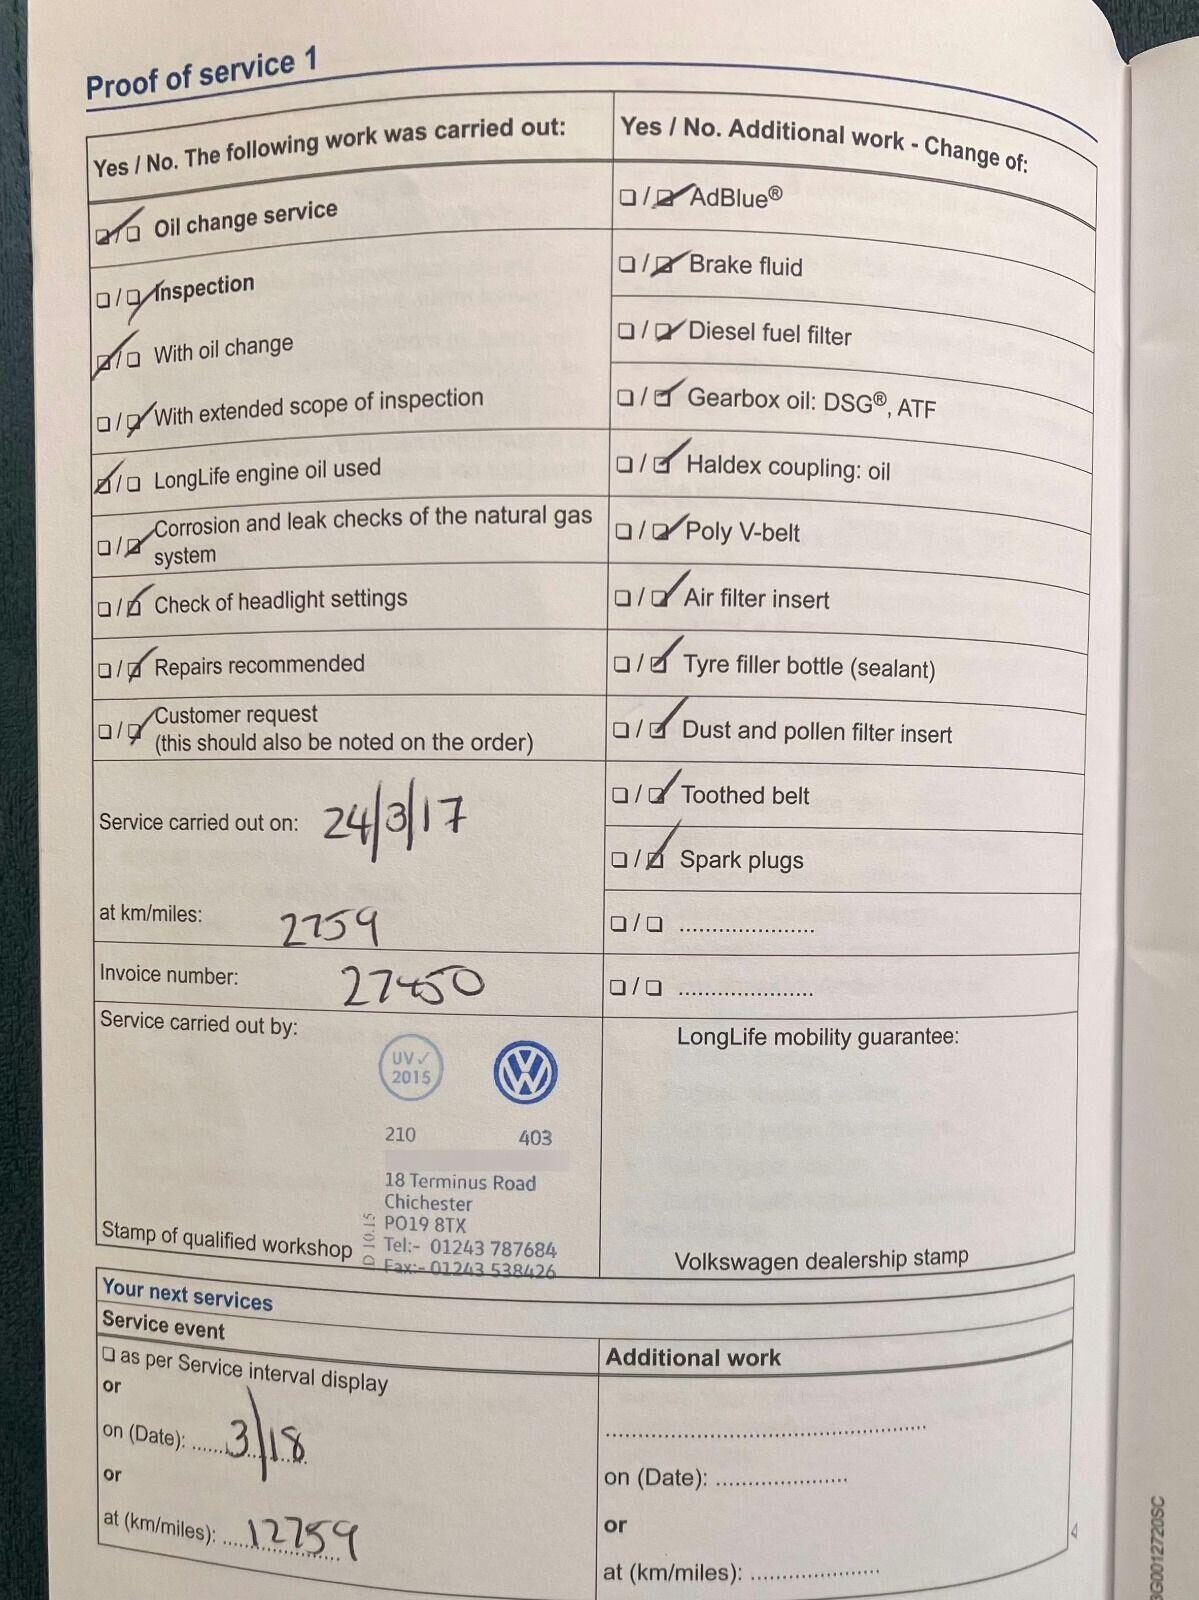 Proof of service 1
Yes / No. The following work was carried out:
☑/☐ Oil change service
☐/☑ Inspection
☑/☐ With oil change
☐/☑ With extended scope of inspection
☑/☐ LongLife engine oil used
☐/☑ Corrosion and leak checks of the natural gas
system
☐/☑ Check of headlight settings
☐/☑ Repairs recommended
☐/☑ Customer request
(this should also be noted on the order)
Service carried out on: 24/3/17
at km/miles: 2759
Invoice number: 27450
Service carried out by:
UV✓
2015
VW
210 403
18 Terminus Road
Chichester
PO19 8TX
Tel:- 01243 787684
Fax:- 01243 538426
D 10.15
Stamp of qualified workshop
Yes / No. Additional work - Change of:
☐/☑ AdBlue®
☐/☑ Brake fluid
☐/☑ Diesel fuel filter
☐/☑ Gearbox oil: DSG®, ATF
☐/☑ Haldex coupling: oil
☐/☑ Poly V-belt
☐/☑ Air filter insert
☐/☑ Tyre filler bottle (sealant)
☐/☑ Dust and pollen filter insert
☐/☑ Toothed belt
☐/☑ Spark plugs
☐/☐ .....................
☐/☐ .....................
LongLife mobility guarantee:
Volkswagen dealership stamp
Your next services
Service event
☐ as per Service interval display
or
on (Date): 3/18
or
at (km/miles): 12759
Additional work
on (Date): .....................
or
at (km/miles): .....................
3G0012720SC